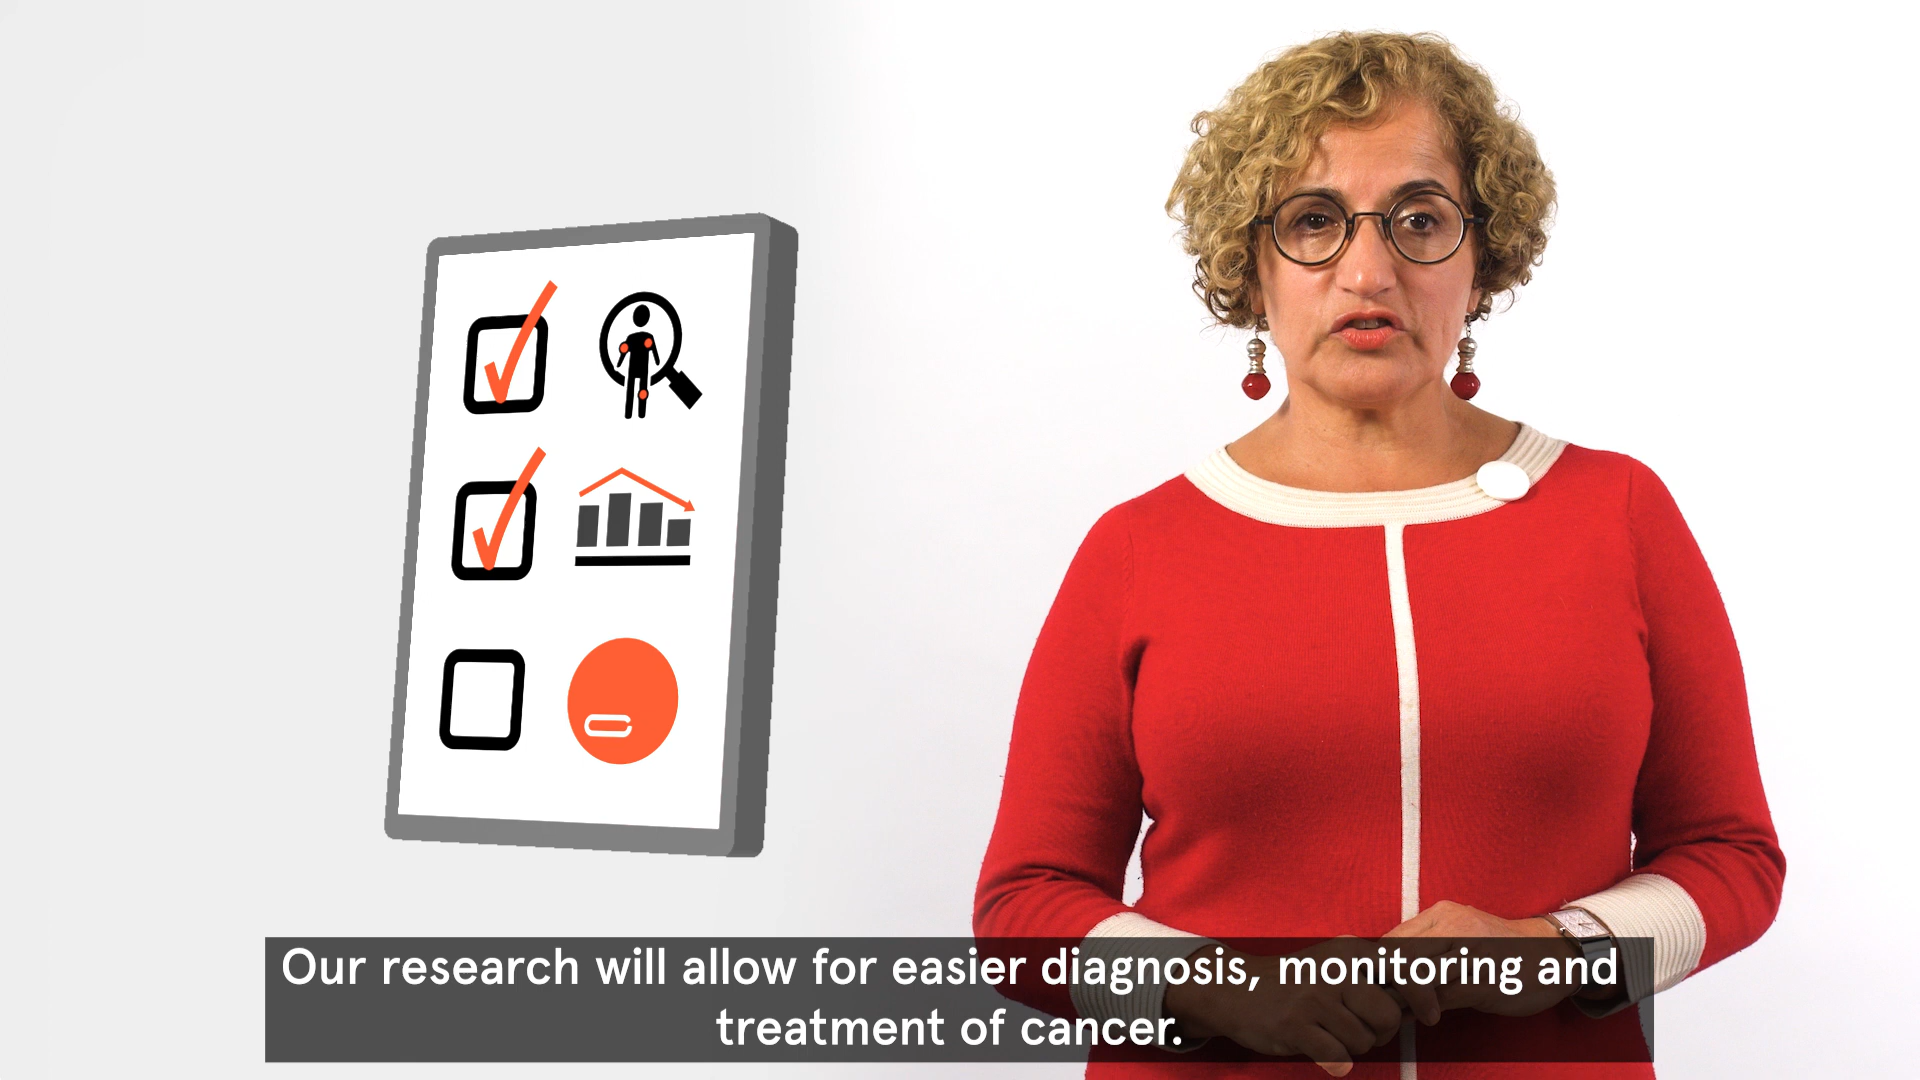 Our research will allow for easier diagnosis, monitoring and
treatment of cancer.